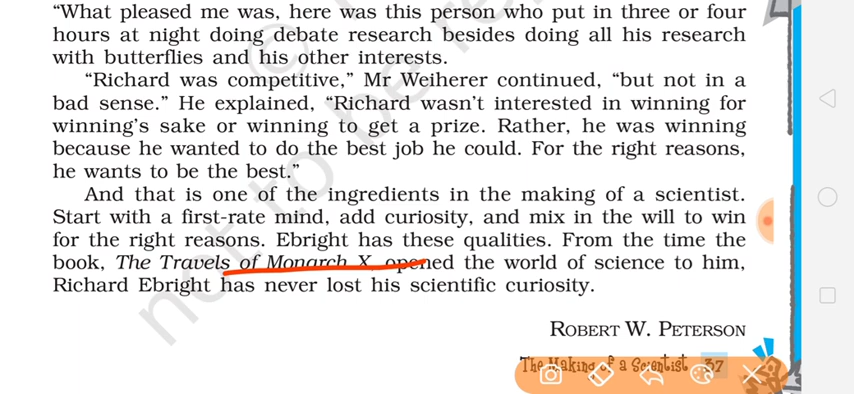 “What pleased me was, here was this person who put in three or four
hours at night doing debate research besides doing all his research
with butterflies and his other interests.
“Richard was competitive,” Mr Weiherer continued, “but not in a
bad sense.” He explained, “Richard wasn’t interested in winning for
winning’s sake or winning to get a prize. Rather, he was winning
because he wanted to do the best job he could. For the right reasons,
he wants to be the best.”
And that is one of the ingredients in the making of a scientist.
Start with a first-rate mind, add curiosity, and mix in the will to win
for the right reasons. Ebright has these qualities. From the time the
book, The Travels of Monarch X, opened the world of science to him,
Richard Ebright has never lost his scientific curiosity.
ROBERT W. PETERSON
The Making of a Scientist 37
not to be re